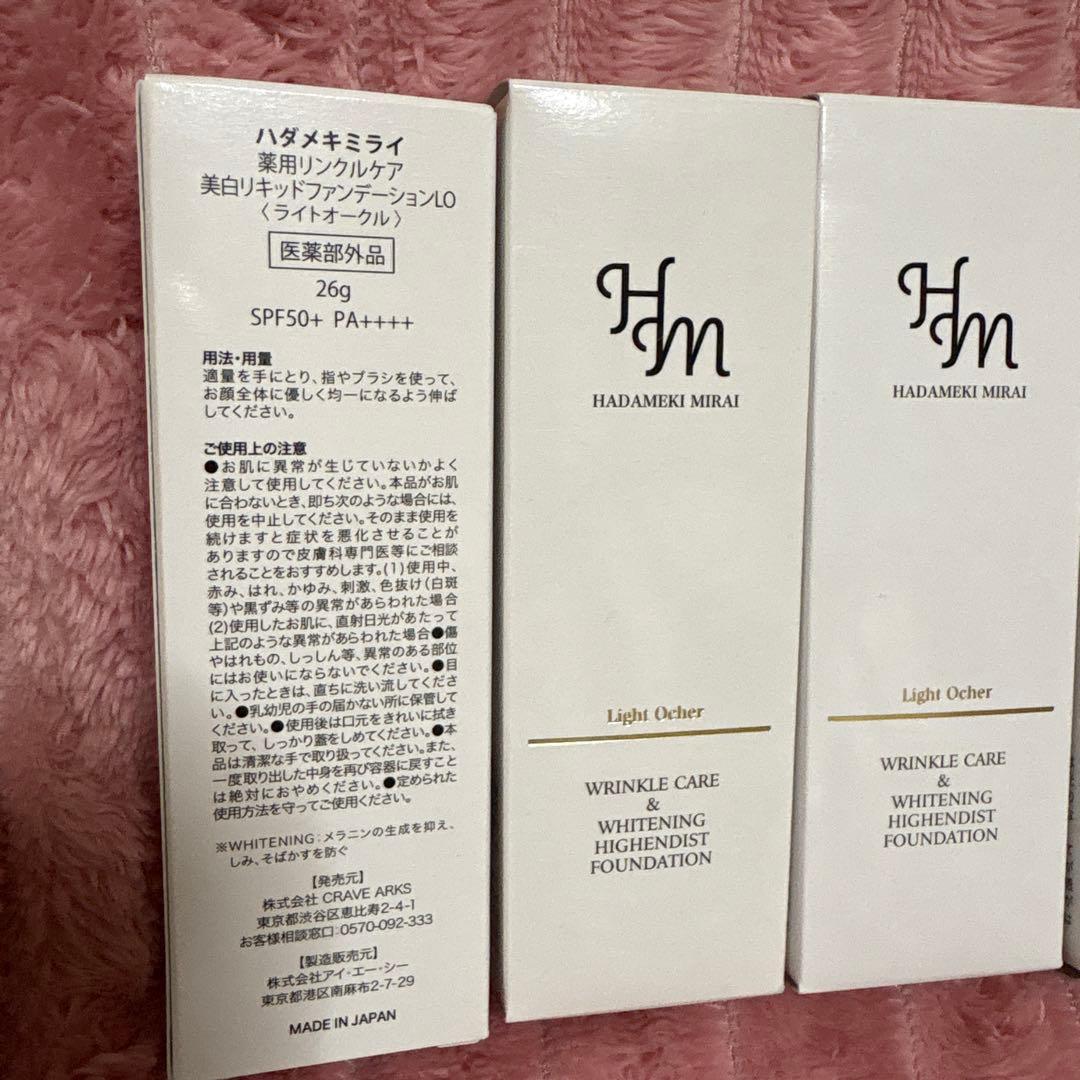 ハダメキミライ
薬用リンクルケア
美白リキッドファンデーションLO
〈ライトオークル〉
医薬部外品
26g
SPF50+ PA++++
用法・用量
適量を手にとり、指やブラシを使って、
お顔全体に優しく均一になるよう伸ば
してください。
ご使用上の注意
●お肌に異常が生じていないかよく
注意して使用してください。本品がお肌
に合わないとき、即ち次のような場合には、
使用を中止してください。そのまま使用を
続けますと症状を悪化させることが
ありますので皮膚科専門医等にご相談
されることをおすすめします。(1)使用中、
赤み、はれ、かゆみ、刺激、色抜け(白斑
等)や黒ずみ等の異常があらわれた場合
(2)使用したお肌に、直射日光があたって
上記のような異常があらわれた場合●傷
やはれもの、しっしん等、異常のある部位
にはお使いにならないでください。●目
に入ったときは、直ちに洗い流してくださ
い。●乳幼児の手の届かない所に保管して
ください。●使用後は口元をきれいに拭き
取って、しっかり蓋をしめてください。●本
品は清潔な手で取り扱ってください。また、
一度取り出した中身を再び容器に戻すこと
は絶対におやめください。●定められた
使用方法を守ってご使用ください。
※WHITENING:メラニンの生成を抑え、
しみ、そばかすを防ぐ
【発売元】
株式会社 CRAVE ARKS
東京都渋谷区恵比寿2-4-1
お客様相談窓口:0570-092-333
【製造販売元】
株式会社アイ・エー・シー
東京都港区南麻布2-7-29
MADE IN JAPAN
HM
HADAMEKI MIRAI
Light Ocher
WRINKLE CARE
&
WHITENING
HIGHENDIST
FOUNDATION
HM
HADAMEKI MIRAI
Light Ocher
WRINKLE CARE
&
WHITENING
HIGHENDIST
FOUNDATION